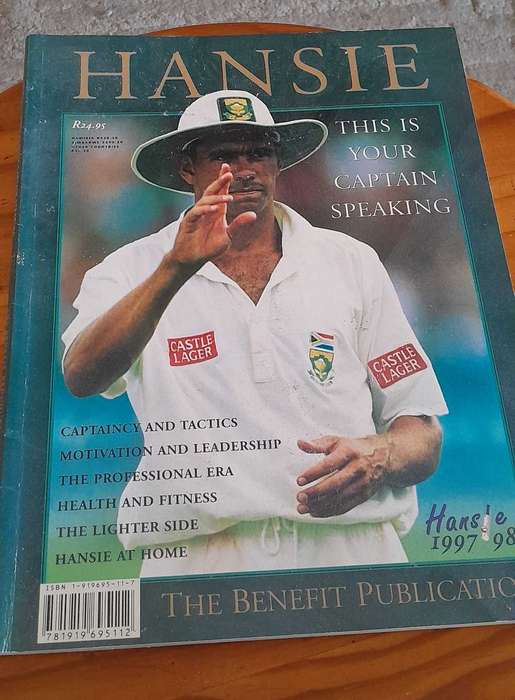 HANSIE
R24.95
THIS IS
YOUR
CAPTAIN
SPEAKING
CASTLE
LAGER
CASTLE
LAGER
CAPTAINCY AND TACTICS
MOTIVATION AND LEADERSHIP
THE PROFESSIONAL ERA
HEALTH AND FITNESS
THE LIGHTER SIDE
HANSIE AT HOME
Hansie
1997 98
ISBN 1-919695-11-7
THE BENEFIT PUBLICATIO
781919695112